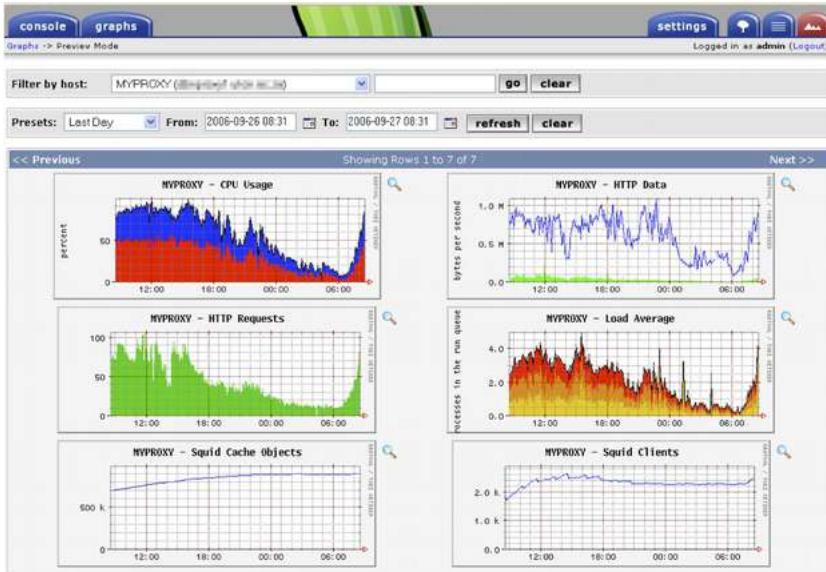 console graphs settings
Graphs -> Preview Mode Logged in as admin (Logout)
Filter by host: MYPROXY ( go clear
Presets: Last Day From: 2006-09-26 08:31 To: 2006-09-27 08:31 refresh clear
<< Previous Showing Rows 1 to 7 of 7 Next >>
MYPROXY - CPU Usage
percent
50
0
12:00 18:00 00:00 06:00
MYPROXY - HTTP Data
bytes per second
1.0 M
0.5 M
0.0
12:00 18:00 00:00 06:00
MYPROXY - HTTP Requests
100
50
0
12:00 18:00 00:00 06:00
MYPROXY - Load Average
rocesses in the run queue
4.0
2.0
0.0
12:00 18:00 00:00 06:00
MYPROXY - Squid Cache Objects
500 k
0
12:00 18:00 00:00 06:00
MYPROXY - Squid Clients
2.0 k
1.0 k
0.0
12:00 18:00 00:00 06:00